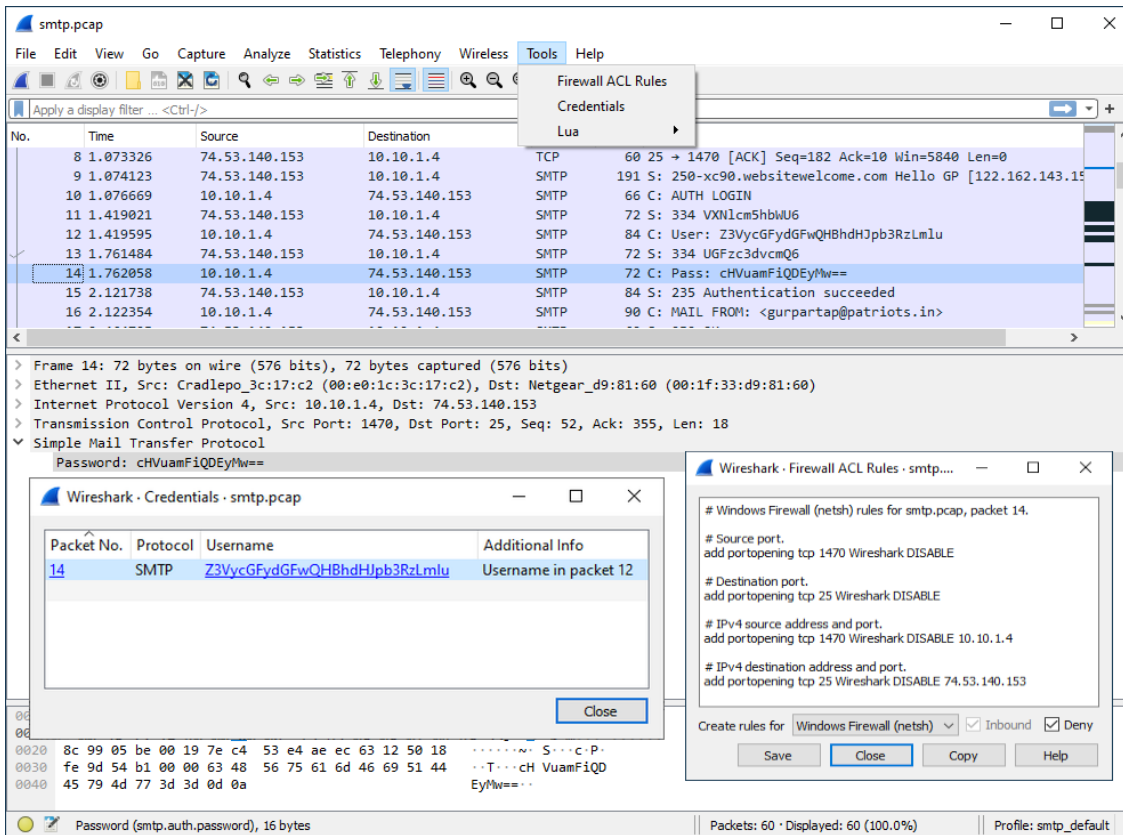 smtp.pcap
File Edit View Go Capture Analyze Statistics Telephony Wireless Tools Help
Firewall ACL Rules
Credentials
Lua
Apply a display filter ... <Ctrl-/>
No. Time Source Destination
8 1.073326 74.53.140.153 10.10.1.4 TCP 60 25 → 1470 [ACK] Seq=182 Ack=10 Win=5840 Len=0
9 1.074123 74.53.140.153 10.10.1.4 SMTP 191 S: 250-xc90.websitewelcome.com Hello GP [122.162.143.15
10 1.076669 10.10.1.4 74.53.140.153 SMTP 66 C: AUTH LOGIN
11 1.419021 74.53.140.153 10.10.1.4 SMTP 72 S: 334 VXNlcm5hbWU6
12 1.419595 10.10.1.4 74.53.140.153 SMTP 84 C: User: Z3VycGFydGFwQHBhdHJpb3RzLmlu
13 1.761484 74.53.140.153 10.10.1.4 SMTP 72 S: 334 UGFzc3dvcmQ6
14 1.762058 10.10.1.4 74.53.140.153 SMTP 72 C: Pass: cHVuamFiQDEyMw==
15 2.121738 74.53.140.153 10.10.1.4 SMTP 84 S: 235 Authentication succeeded
16 2.122354 10.10.1.4 74.53.140.153 SMTP 90 C: MAIL FROM: <gurpartap@patriots.in>
Frame 14: 72 bytes on wire (576 bits), 72 bytes captured (576 bits)
Ethernet II, Src: Cradlepo_3c:17:c2 (00:e0:1c:3c:17:c2), Dst: Netgear_d9:81:60 (00:1f:33:d9:81:60)
Internet Protocol Version 4, Src: 10.10.1.4, Dst: 74.53.140.153
Transmission Control Protocol, Src Port: 1470, Dst Port: 25, Seq: 52, Ack: 355, Len: 18
Simple Mail Transfer Protocol
Password: cHVuamFiQDEyMw==
Wireshark · Credentials · smtp.pcap
Packet No. Protocol Username Additional Info
14 SMTP Z3VycGFydGFwQHBhdHJpb3RzLmlu Username in packet 12
Close
Wireshark · Firewall ACL Rules · smtp....
# Windows Firewall (netsh) rules for smtp.pcap, packet 14.
# Source port.
add portopening tcp 1470 Wireshark DISABLE
# Destination port.
add portopening tcp 25 Wireshark DISABLE
# IPv4 source address and port.
add portopening tcp 1470 Wireshark DISABLE 10.10.1.4
# IPv4 destination address and port.
add portopening tcp 25 Wireshark DISABLE 74.53.140.153
Create rules for Windows Firewall (netsh) Inbound Deny
Save Close Copy Help
0020 8c 99 05 be 00 19 7e c4 53 e4 ae ec 63 12 50 18 ······~· S···c·P·
0030 fe 9d 54 b1 00 00 63 48 56 75 61 6d 46 69 51 44 ··T···cH VuamFiQD
0040 45 79 4d 77 3d 3d 0d 0a EyMw==··
Password (smtp.auth.password), 16 bytes
Packets: 60 · Displayed: 60 (100.0%)
Profile: smtp_default